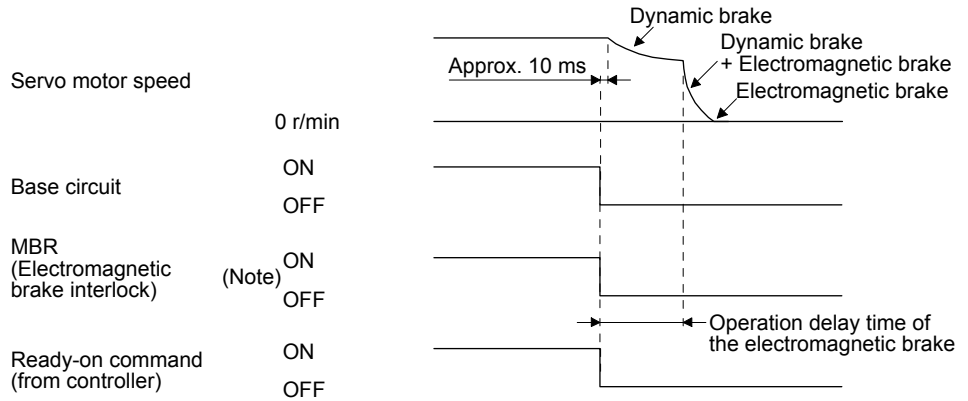 Dynamic brake
Dynamic brake
+ Electromagnetic brake
Approx. 10 ms
Servo motor speed
Electromagnetic brake
0 r/min
ON
Base circuit
OFF
MBR
(Electromagnetic
brake interlock)
(Note)
ON
OFF
Operation delay time of
the electromagnetic brake
Ready-on command
(from controller)
ON
OFF